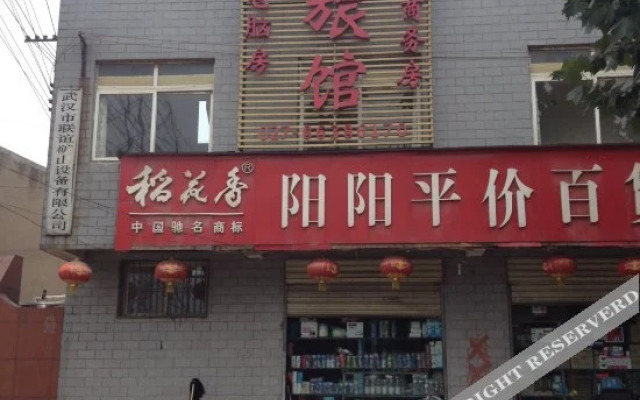 电脑房
旅馆
商务房
武汉市联谊矿山设备有限公司
稻花香®
中国驰名商标
阳阳平价百
RIGHT RESERVERD